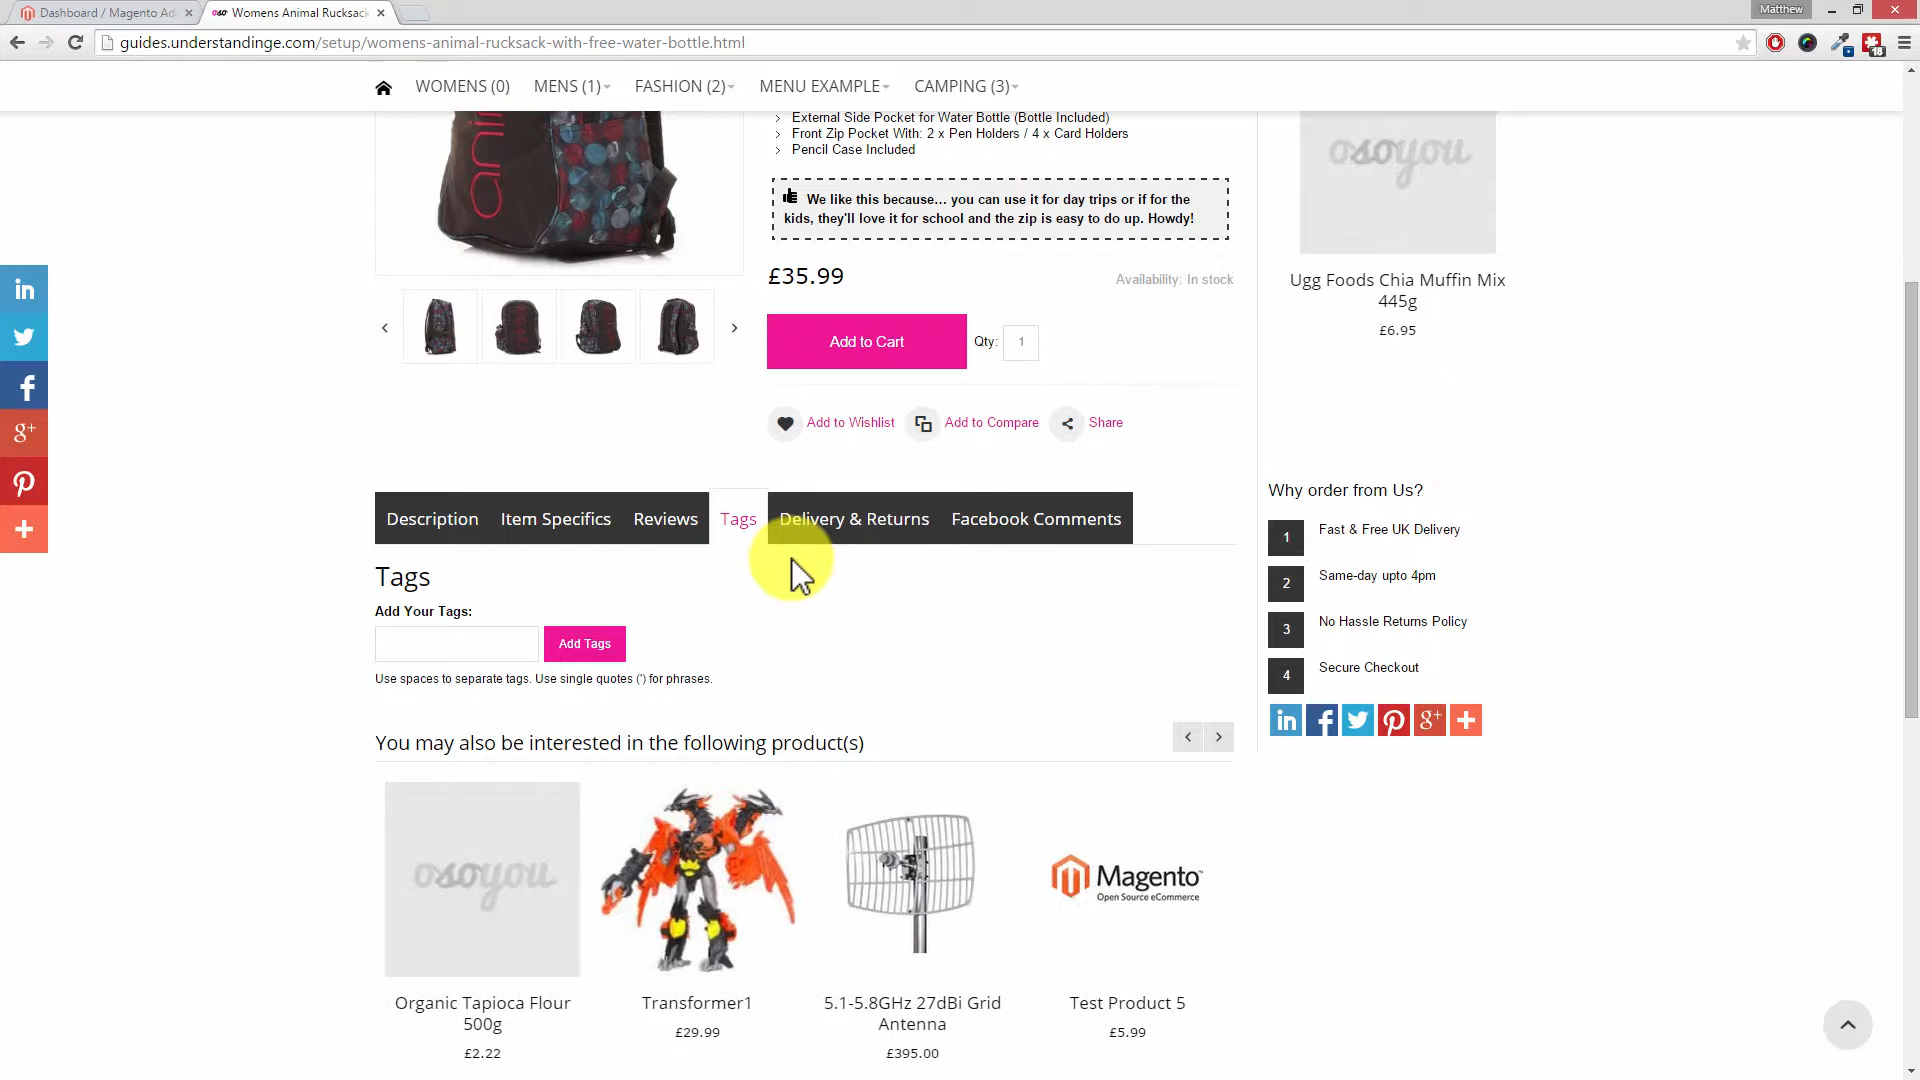 Dashboard / Magento Ad
Womens Animal Rucksack
Matthew
guides.understandinge.com/setup/womens-animal-rucksack-with-free-water-bottle.html
18
WOMENS (0)
MENS (1)
FASHION (2)
MENU EXAMPLE
CAMPING (3)
ani
External Side Pocket for Water Bottle (Bottle Included)
Front Zip Pocket With: 2 x Pen Holders / 4 x Card Holders
Pencil Case Included
We like this because... you can use it for day trips or if for the
kids, they'll love it for school and the zip is easy to do up. Howdy!
£35.99
Availability: In stock
Add to Cart
Qty:
1
Add to Wishlist
Add to Compare
Share
osoyou
Ugg Foods Chia Muffin Mix
445g
£6.95
Description
Item Specifics
Reviews
Tags
Delivery & Returns
Facebook Comments
Tags
Add Your Tags:
Add Tags
Use spaces to separate tags. Use single quotes (') for phrases.
Why order from Us?
1
Fast & Free UK Delivery
2
Same-day upto 4pm
3
No Hassle Returns Policy
4
Secure Checkout
You may also be interested in the following product(s)
osoyou
Organic Tapioca Flour
500g
£2.22
Transformer1
£29.99
5.1-5.8GHz 27dBi Grid
Antenna
£395.00
Magento
Open Source eCommerce
Test Product 5
£5.99